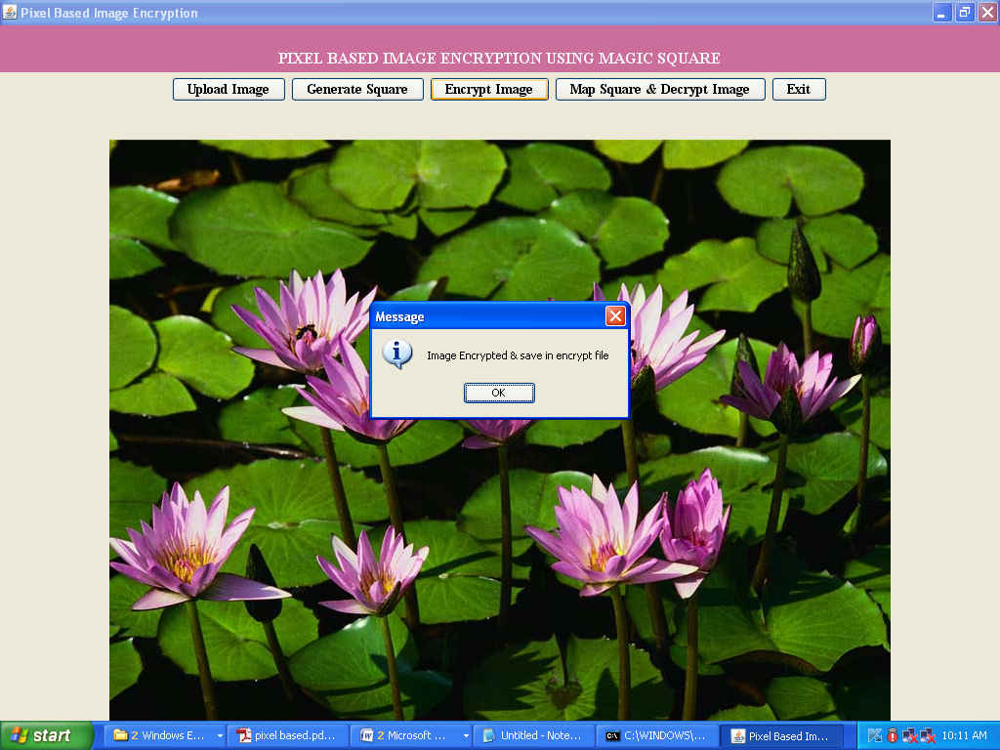 Pixel Based Image Encryption
PIXEL BASED IMAGE ENCRYPTION USING MAGIC SQUARE
Upload Image Generate Square Encrypt Image Map Square & Decrypt Image Exit
Message
Image Encrypted & save in encrypt file
OK
start 2 Windows E... pixel based.pd... 2 Microsoft ... Untitled - Note... C:\WINDOWS\... Pixel Based Im... 10:11 AM